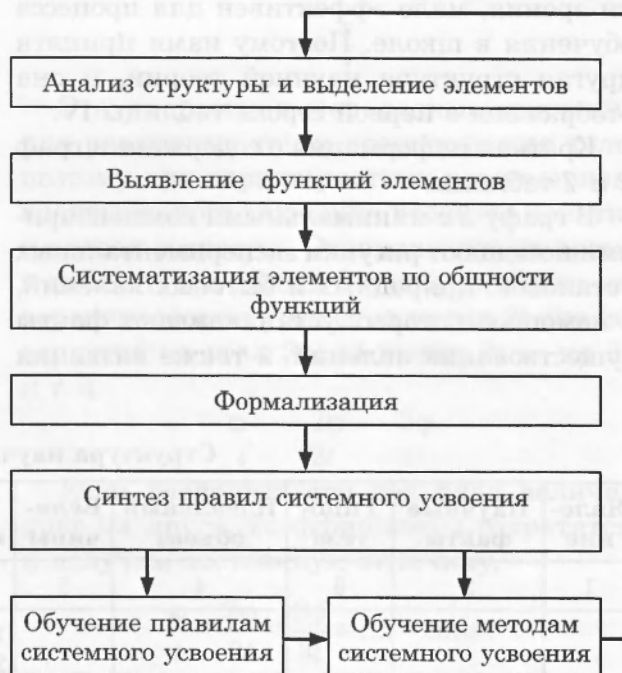 Анализ структуры и выделение элементов
Выявление функций элементов
Систематизация элементов по общности
функций
Формализация
Синтез правил системного усвоения
Обучение правилам
системного усвоения
Обучение методам
системного усвоения